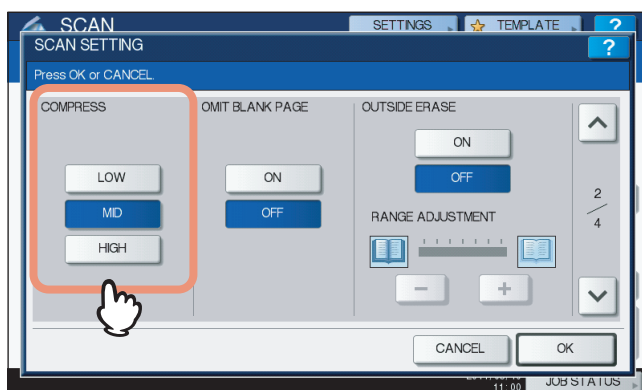 SCAN
SETTINGS
TEMPLATE
?
SCAN SETTING
?
Press OK or CANCEL.
COMPRESS
OMIT BLANK PAGE
OUTSIDE ERASE
LOW
MID
HIGH
ON
OFF
ON
OFF
RANGE ADJUSTMENT
-
+
2
4
CANCEL
OK
11:00
JOB STATUS